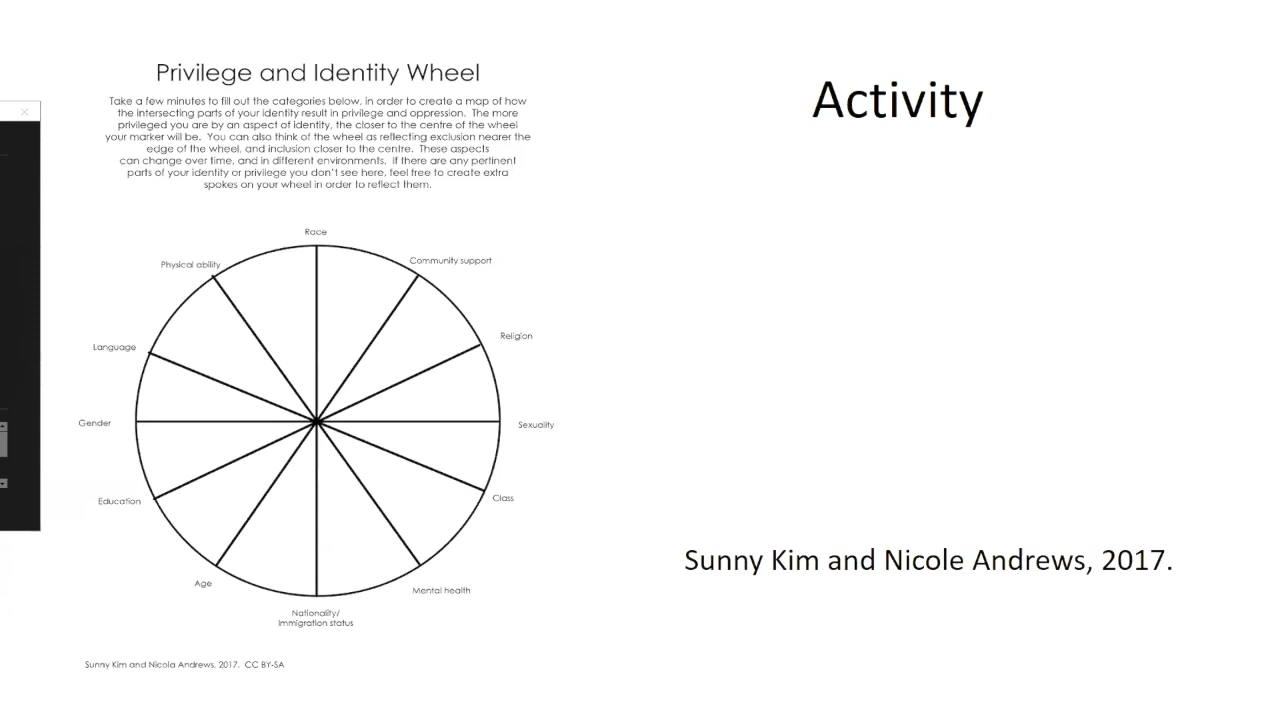 Privilege and Identity Wheel
Take a few minutes to fill out the categories below, in order to create a map of how
the intersecting parts of your identity result in privilege and oppression. The more
privileged you are by an aspect of identity, the closer to the centre of the wheel
your marker will be. You can also think of the wheel as reflecting exclusion nearer the
edge of the wheel, and inclusion closer to the centre. These aspects
can change over time, and in different environments. If there are any pertinent
parts of your identity or privilege you don't see here, feel free to create extra
spokes on your wheel in order to reflect them.
Race
Physical ability
Community support
Religion
Language
Gender
Sexuality
Education
Class
Age
Mental health
Nationality/
Immigration status
Sunny Kim and Nicola Andrews, 2017. CC BY-SA
Activity
Sunny Kim and Nicole Andrews, 2017.